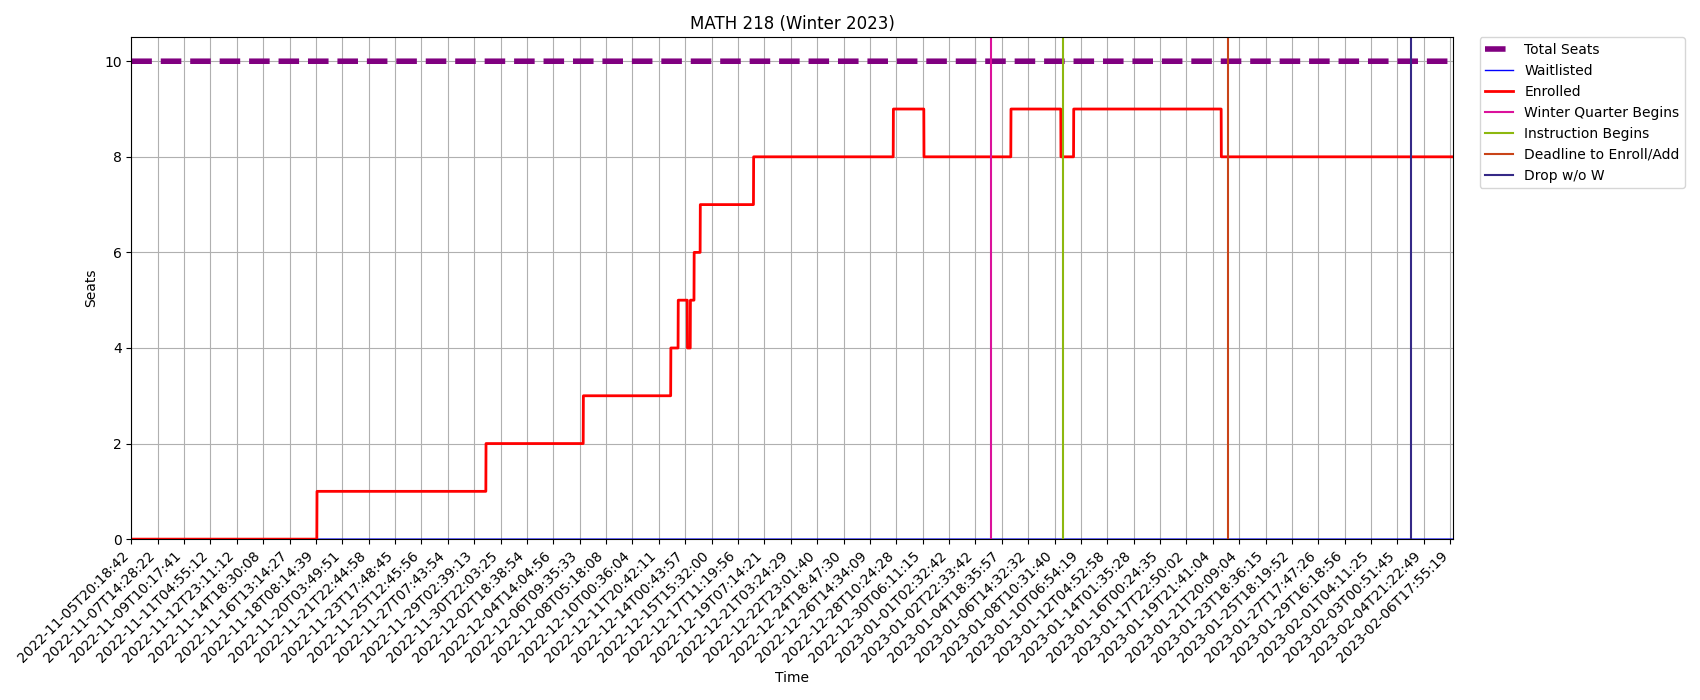 MATH 218 (Winter 2023)
10
8
6
4
2
0
Seats
2022-11-05T20:18:42
2022-11-07T14:28:22
2022-11-09T10:17:41
2022-11-11T04:55:12
2022-11-12T23:11:12
2022-11-14T18:30:08
2022-11-16T13:14:27
2022-11-18T08:14:39
2022-11-20T03:49:51
2022-11-21T22:44:58
2022-11-23T17:48:45
2022-11-25T12:45:56
2022-11-27T07:43:54
2022-11-29T02:39:13
2022-11-30T22:03:25
2022-12-02T18:38:54
2022-12-04T14:04:56
2022-12-06T09:35:33
2022-12-08T05:18:08
2022-12-10T00:36:04
2022-12-11T20:42:11
2022-12-14T00:43:57
2022-12-15T15:32:00
2022-12-17T11:19:56
2022-12-19T07:14:21
2022-12-21T03:24:29
2022-12-22T23:01:40
2022-12-24T18:47:30
2022-12-26T14:34:09
2022-12-28T10:24:28
2022-12-30T06:11:15
2023-01-01T02:32:42
2023-01-02T22:33:42
2023-01-04T18:35:57
2023-01-06T14:32:32
2023-01-08T10:31:40
2023-01-10T06:54:19
2023-01-12T04:52:58
2023-01-14T01:35:28
2023-01-16T00:24:35
2023-01-17T22:50:02
2023-01-19T21:41:04
2023-01-21T20:09:04
2023-01-23T18:36:15
2023-01-25T18:19:52
2023-01-27T17:47:26
2023-01-29T16:18:56
2023-02-01T04:11:25
2023-02-03T00:51:45
2023-02-04T21:22:49
2023-02-06T17:55:19
Time
Total Seats
Waitlisted
Enrolled
Winter Quarter Begins
Instruction Begins
Deadline to Enroll/Add
Drop w/o W